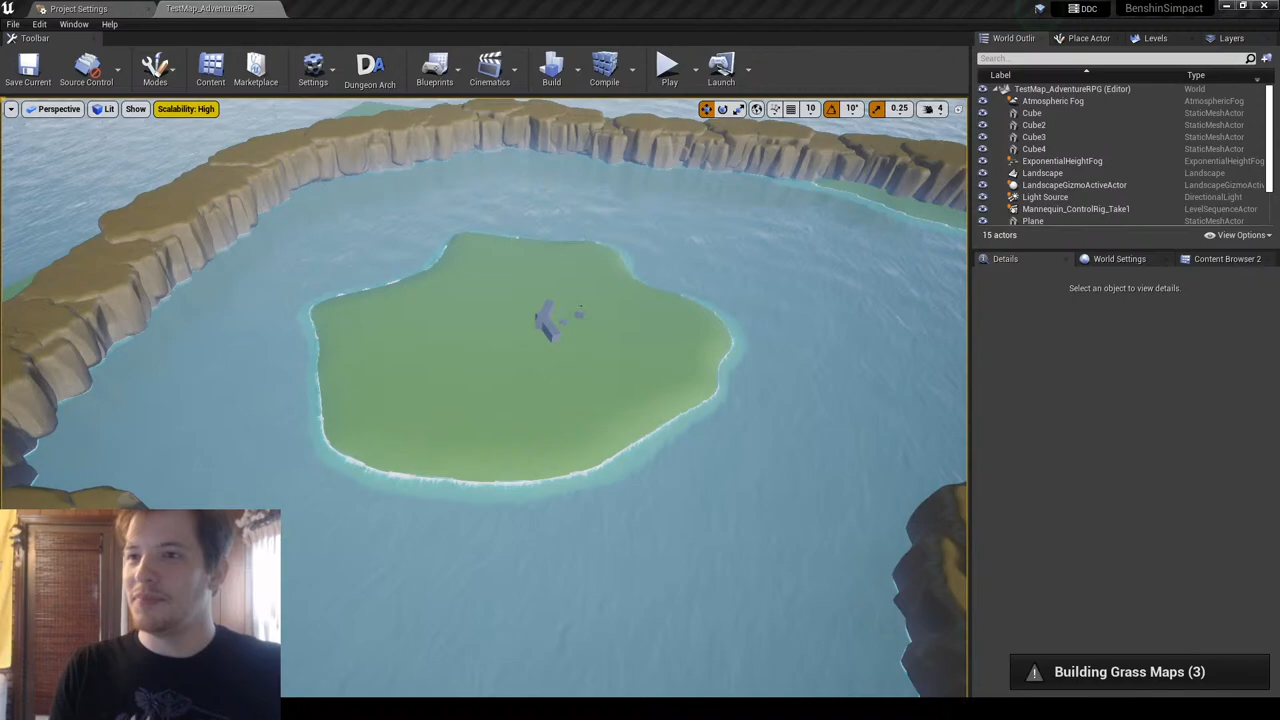 Project Settings
TestMap_AdventureRPG
DDC
BenshinSimpact
File Edit Window Help
Toolbar
World Outlir
Place Actor
Levels
Layers
Save Current
Source Control
Modes
Content
Marketplace
Settings
Dungeon Arch
Blueprints
Cinematics
Build
Compile
Play
Launch
Search...
Label Type
TestMap_AdventureRPG (Editor) World
Atmospheric Fog AtmosphericFog
Cube StaticMeshActor
Cube2 StaticMeshActor
Cube3 StaticMeshActor
Cube4 StaticMeshActor
ExponentialHeightFog ExponentialHeightFog
Landscape Landscape
LandscapeGizmoActiveActor LandscapeGizmoActiv
Light Source DirectionalLight
Mannequin_ControlRig_Take1 LevelSequenceActor
Plane StaticMeshActor
15 actors View Options
Perspective Lit Show Scalability: High 10 10° 0.25 4
Details
World Settings
Content Browser 2
Select an object to view details.
Building Grass Maps (3)